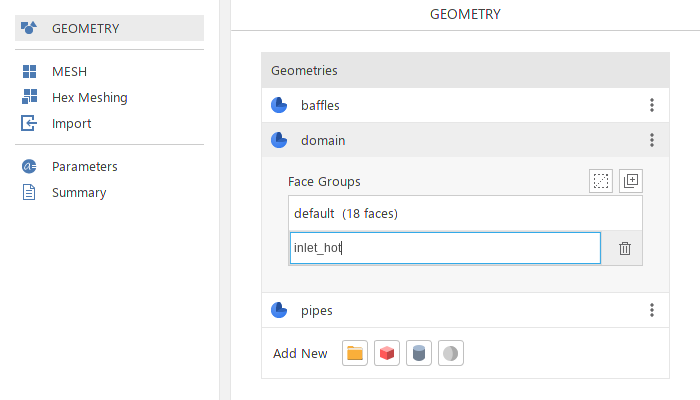 GEOMETRY
MESH
Hex Meshing
Import
Parameters
Summary
GEOMETRY
Geometries
baffles
domain
Face Groups
default (18 faces)
inlet_hot
pipes
Add New